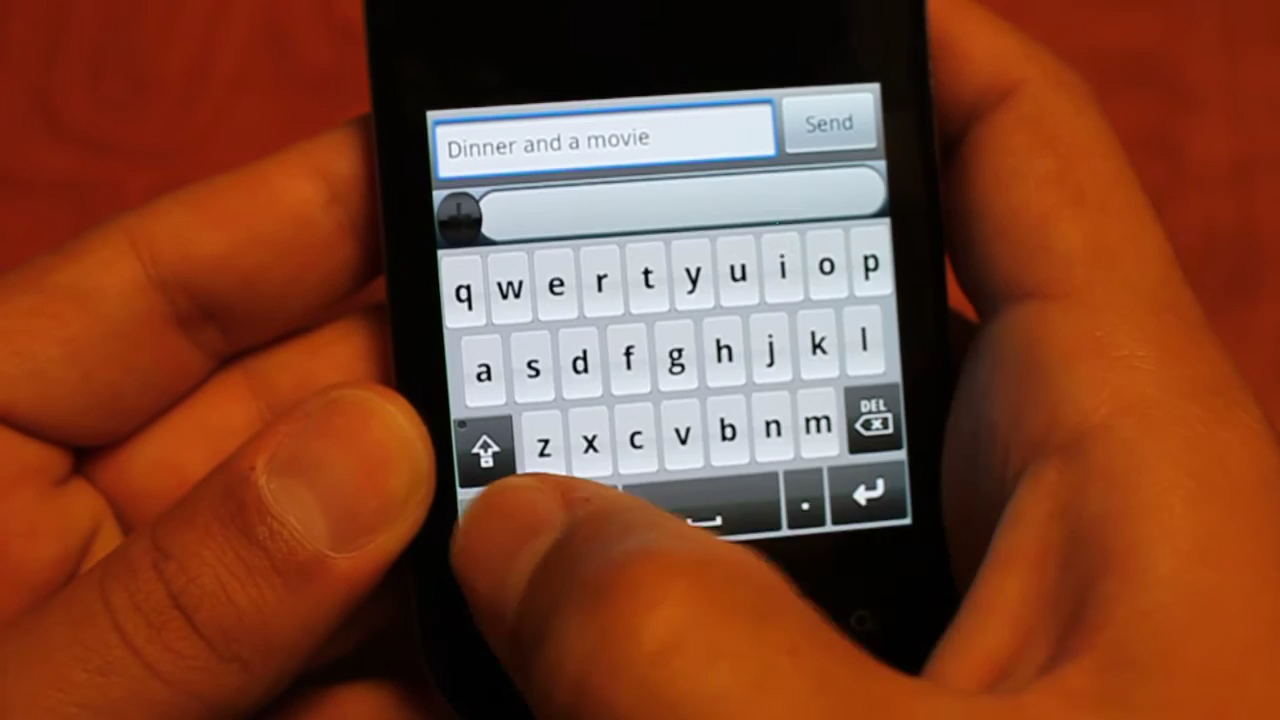 Dinner and a movie
Send
q w e r t y u i o p
a s d f g h j k l
z x c v b n m DEL
.